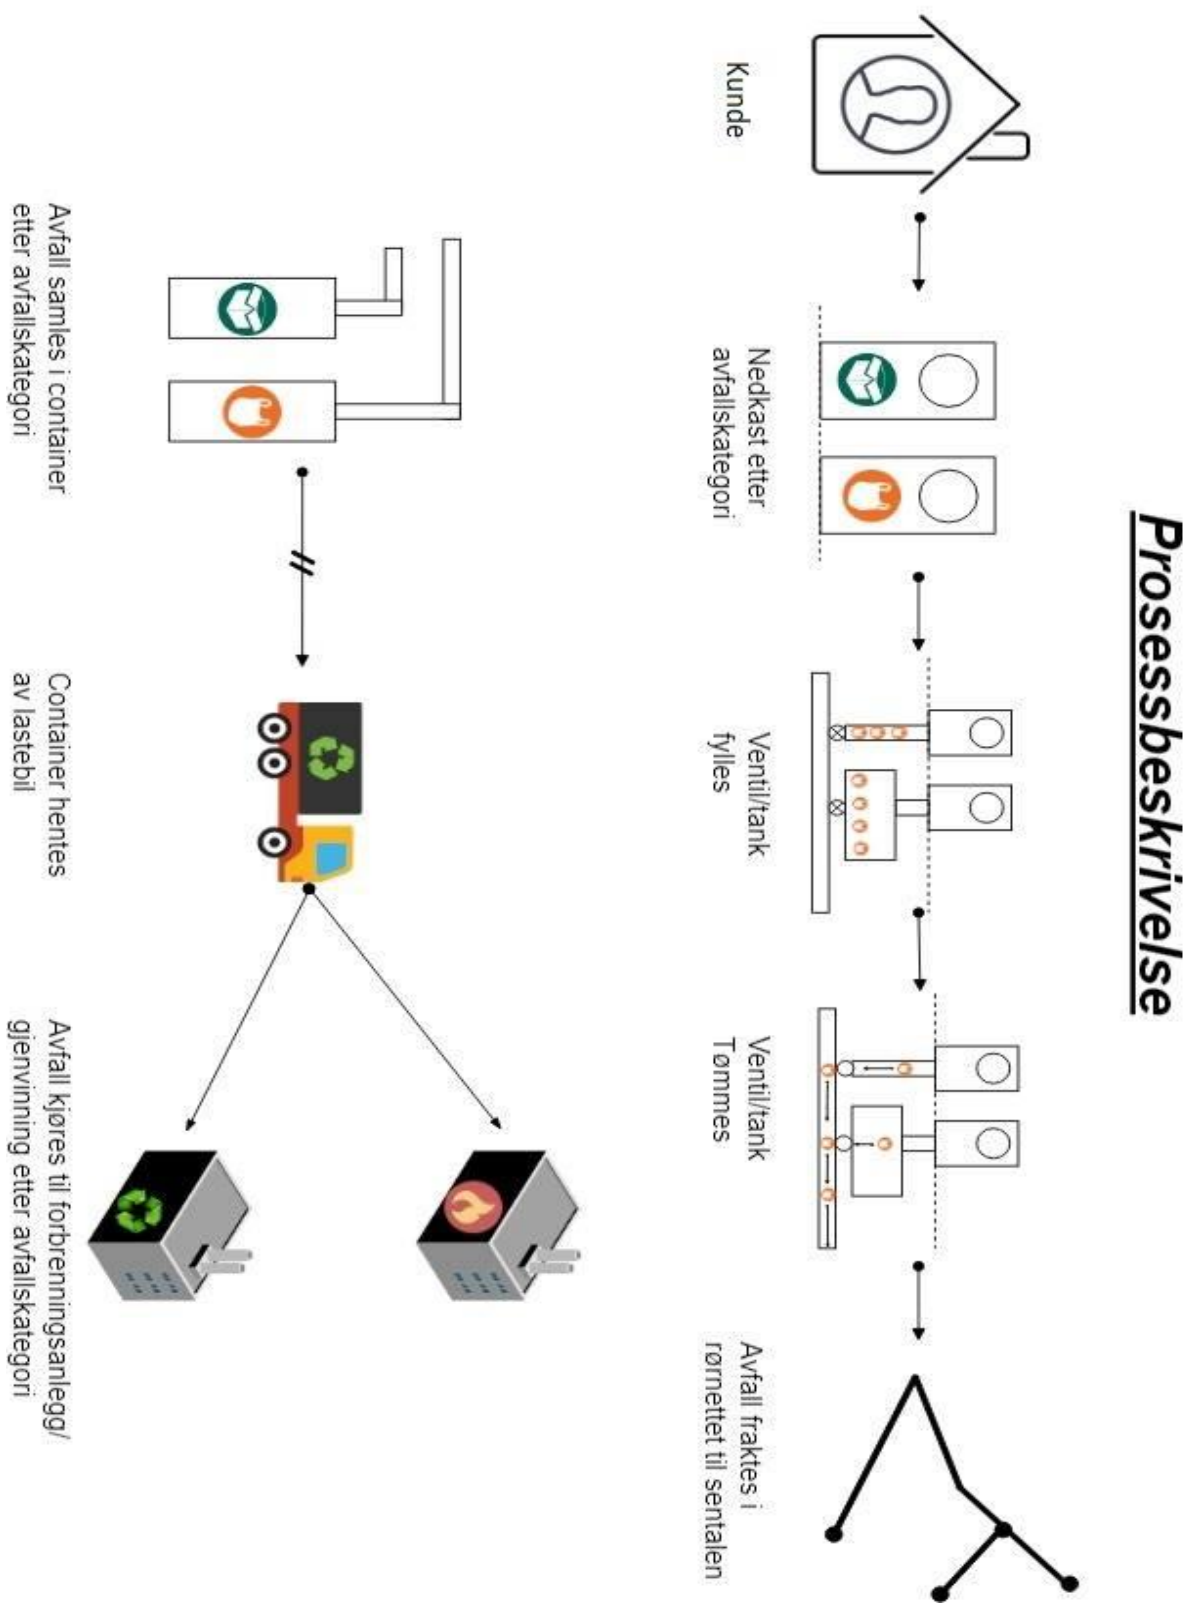 Prosessbeskrivelse
Kunde
Nedkast etter
avfallskategori
Ventil/tank
fylles
Ventil/tank
Tømmes
Avfall fraktes i
rørnettet til sentalen
Avfall samles i container
etter avfallskategori
Container hentes
av lastebil
Avfall kjøres til forbrenningsanlegg/
gjenvinning etter avfallskategori